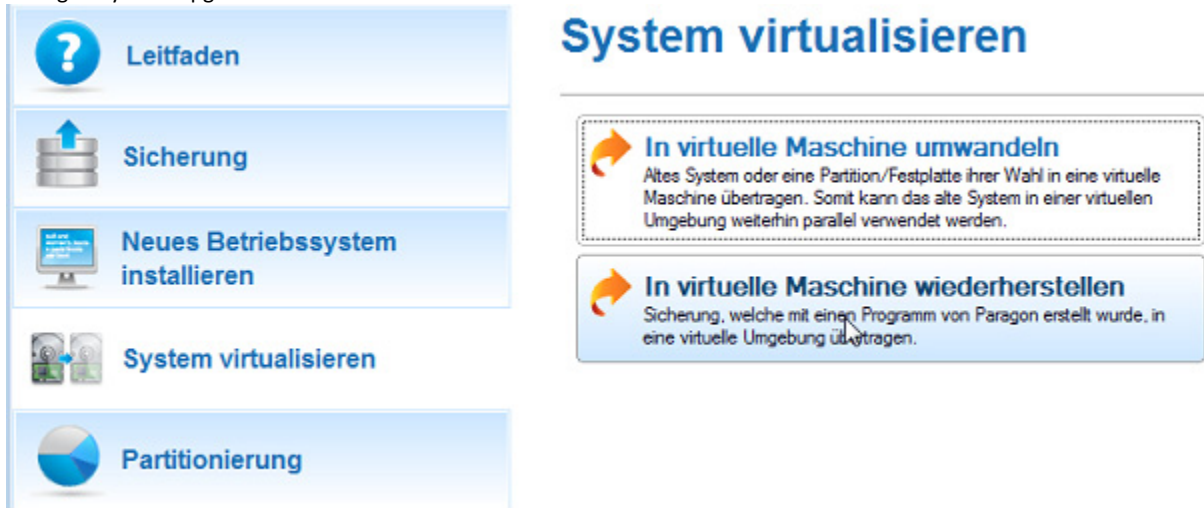 Leitfaden
Sicherung
Neues Betriebssystem
installieren
System virtualisieren
Partitionierung
System virtualisieren
In virtuelle Maschine umwandeln
Altes System oder eine Partition/Festplatte ihrer Wahl in eine virtuelle
Maschine übertragen. Somit kann das alte System in einer virtuellen
Umgebung weiterhin parallel verwendet werden.
In virtuelle Maschine wiederherstellen
Sicherung, welche mit einen Programm von Paragon erstellt wurde, in
eine virtuelle Umgebung übertragen.